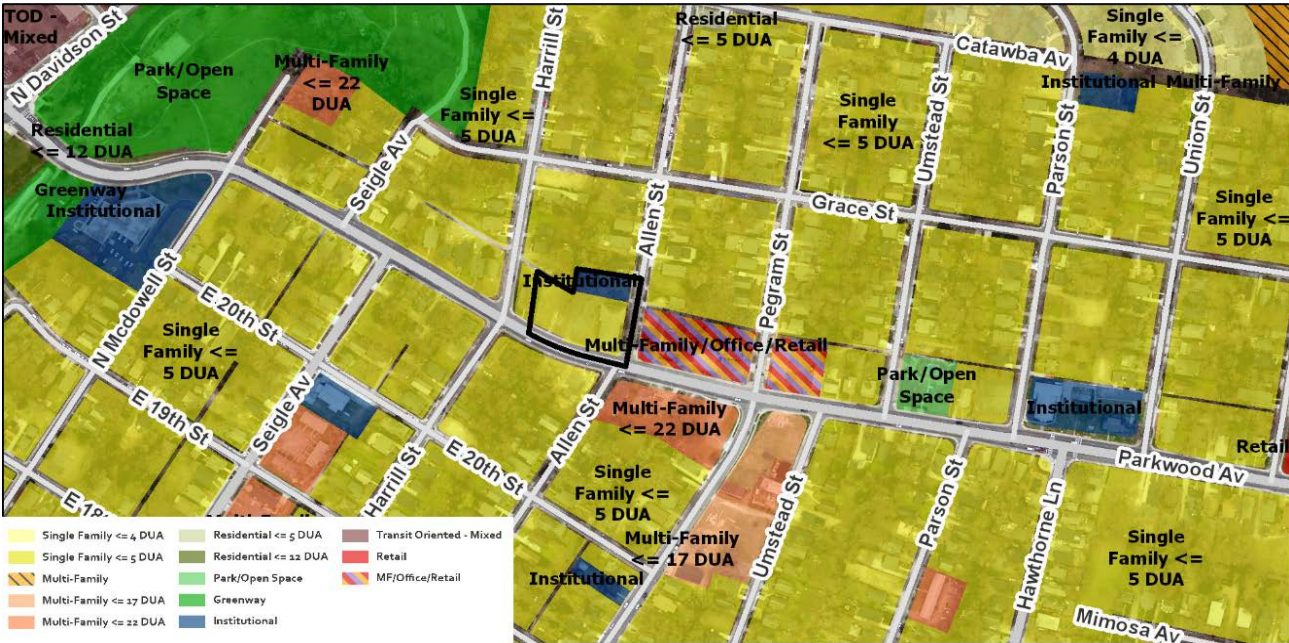 TOD -
Mixed
N Davidson St
Park/Open
Space
Multi-Family
<= 22
DUA
Harrill St
Residential
<= 5 DUA
Catawba Av
Single
Family
<= 4 DUA
Institutional
Multi-Family
Residential
<= 12 DUA
Seigle Av
Single
Family <=
5 DUA
Allen St
Single
Family
<= 5 DUA
Umstead St
Parson St
Union St
Greenway
Institutional
Grace St
Single
Family <=
5 DUA
N Mcdowell St
E 20th St
Institutional
Pegram St
Single
Family <=
5 DUA
Multi-Family/Office/Retail
Park/Open
Space
Institutional
E 19th St
Seigle Av
Harrill St
E 20th St
Allen St
Multi-Family
<= 22 DUA
Retail
Parkwood Av
Single
Family <=
5 DUA
Umstead St
Parson St
Hawthorne Ln
E 18th
Multi-Family
<= 17 DUA
Institutional
Single
Family <=
5 DUA
Mimosa Av
Single Family <= 4 DUA
Single Family <= 5 DUA
Multi-Family
Multi-Family <= 17 DUA
Multi-Family <= 22 DUA
Residential <= 5 DUA
Residential <= 12 DUA
Park/Open Space
Greenway
Institutional
Transit Oriented - Mixed
Retail
MF/Office/Retail